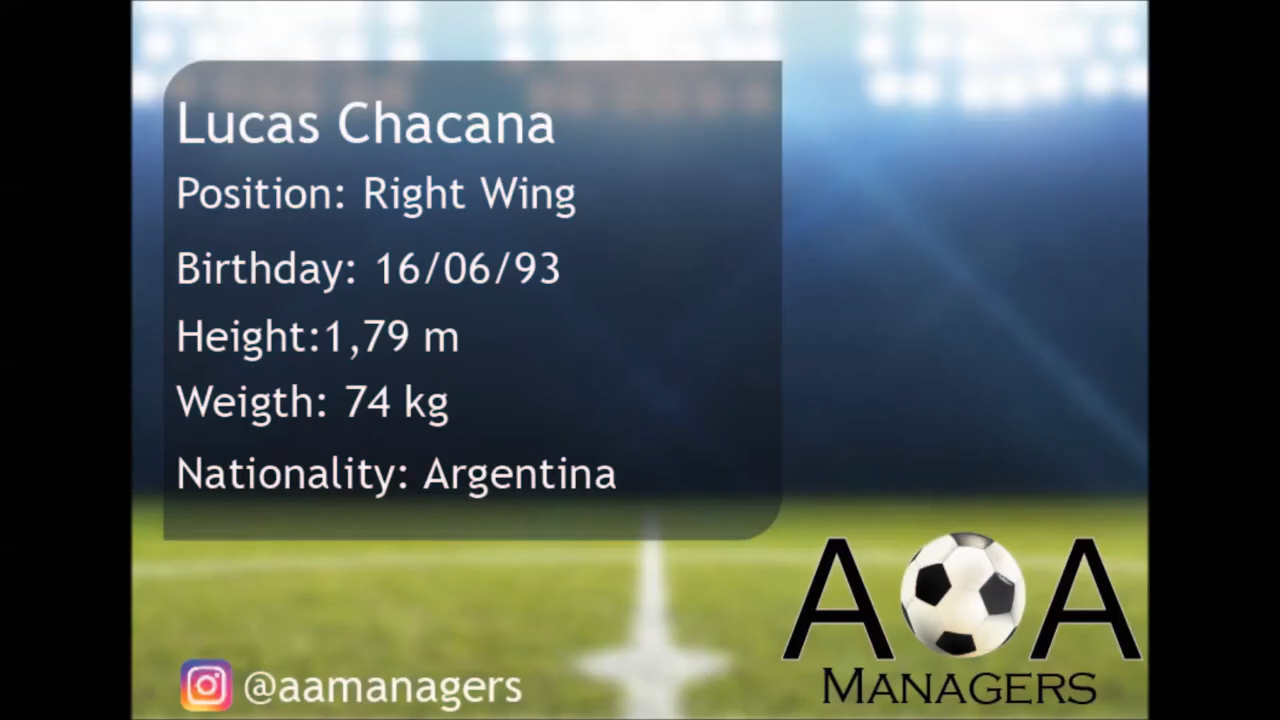 Lucas Chacana
Position: Right Wing
Birthday: 16/06/93
Height:1,79 m
Weigth: 74 kg
Nationality: Argentina
A A
MANAGERS
@aamanagers